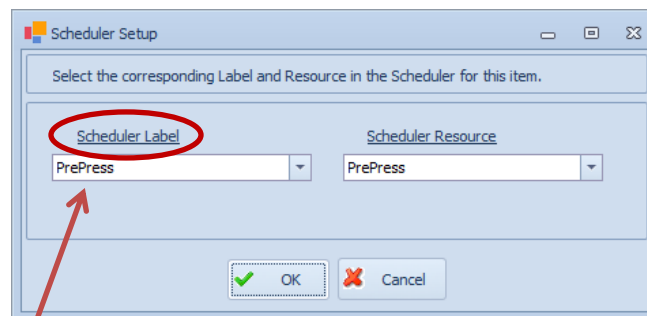 Scheduler Setup
Select the corresponding Label and Resource in the Scheduler for this item.
Scheduler Label Scheduler Resource
PrePress PrePress
OK Cancel